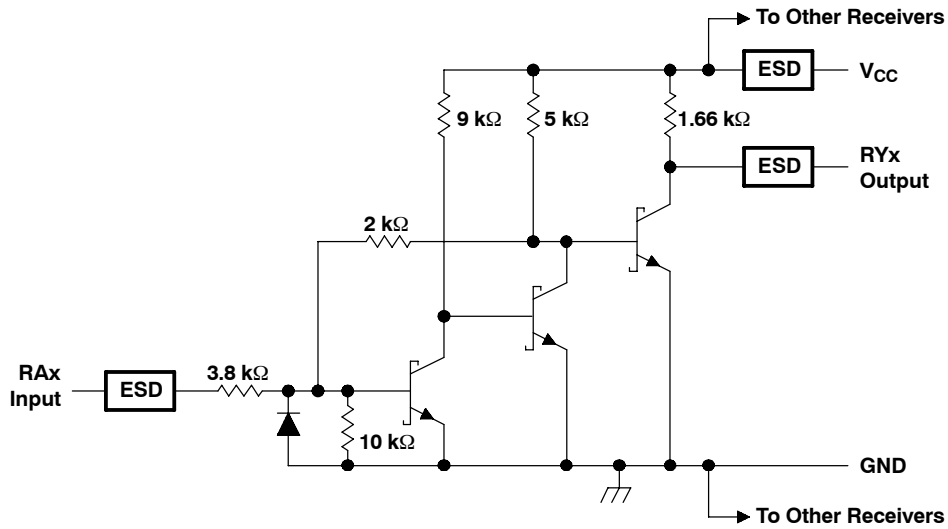 To Other Receivers
ESD
VCC
9 kΩ
5 kΩ
1.66 kΩ
ESD
RYx
Output
2 kΩ
RAx
Input
ESD
3.8 kΩ
10 kΩ
GND
To Other Receivers